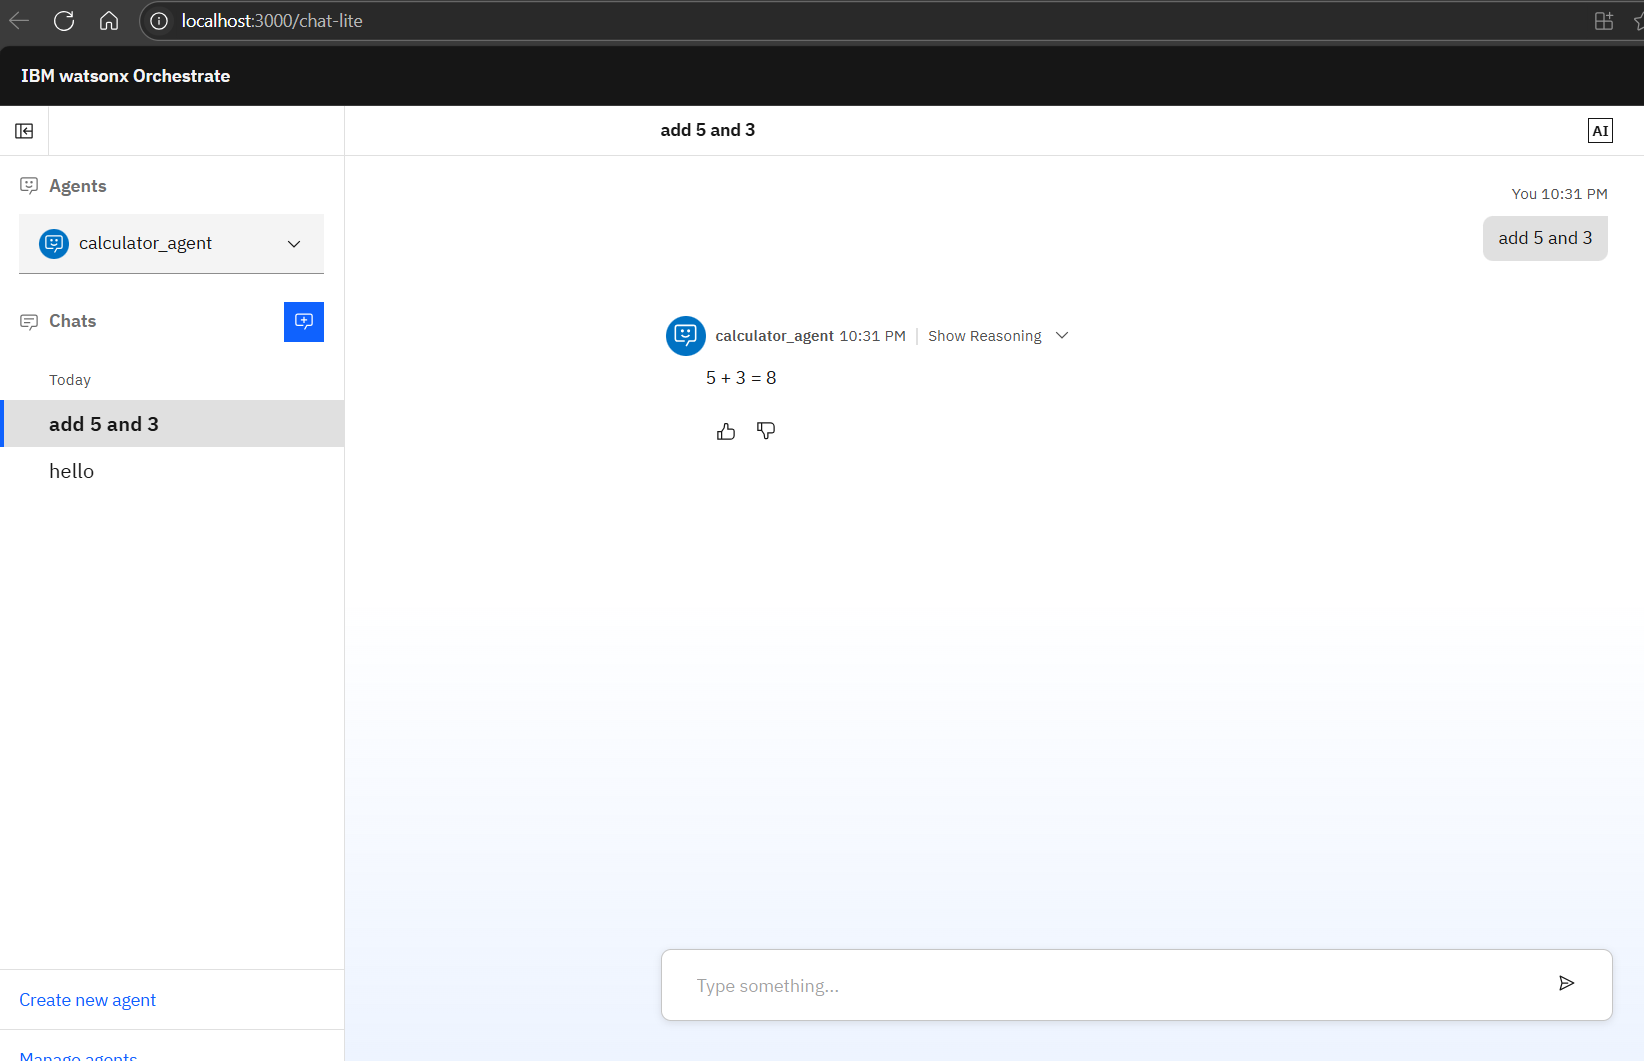 localhost:3000/chat-lite
IBM watsonx Orchestrate
add 5 and 3
AI
Agents
calculator_agent
Chats
Today
add 5 and 3
hello
You 10:31 PM
add 5 and 3
calculator_agent 10:31 PM | Show Reasoning
5 + 3 = 8
Type something...
Create new agent
Manage agents